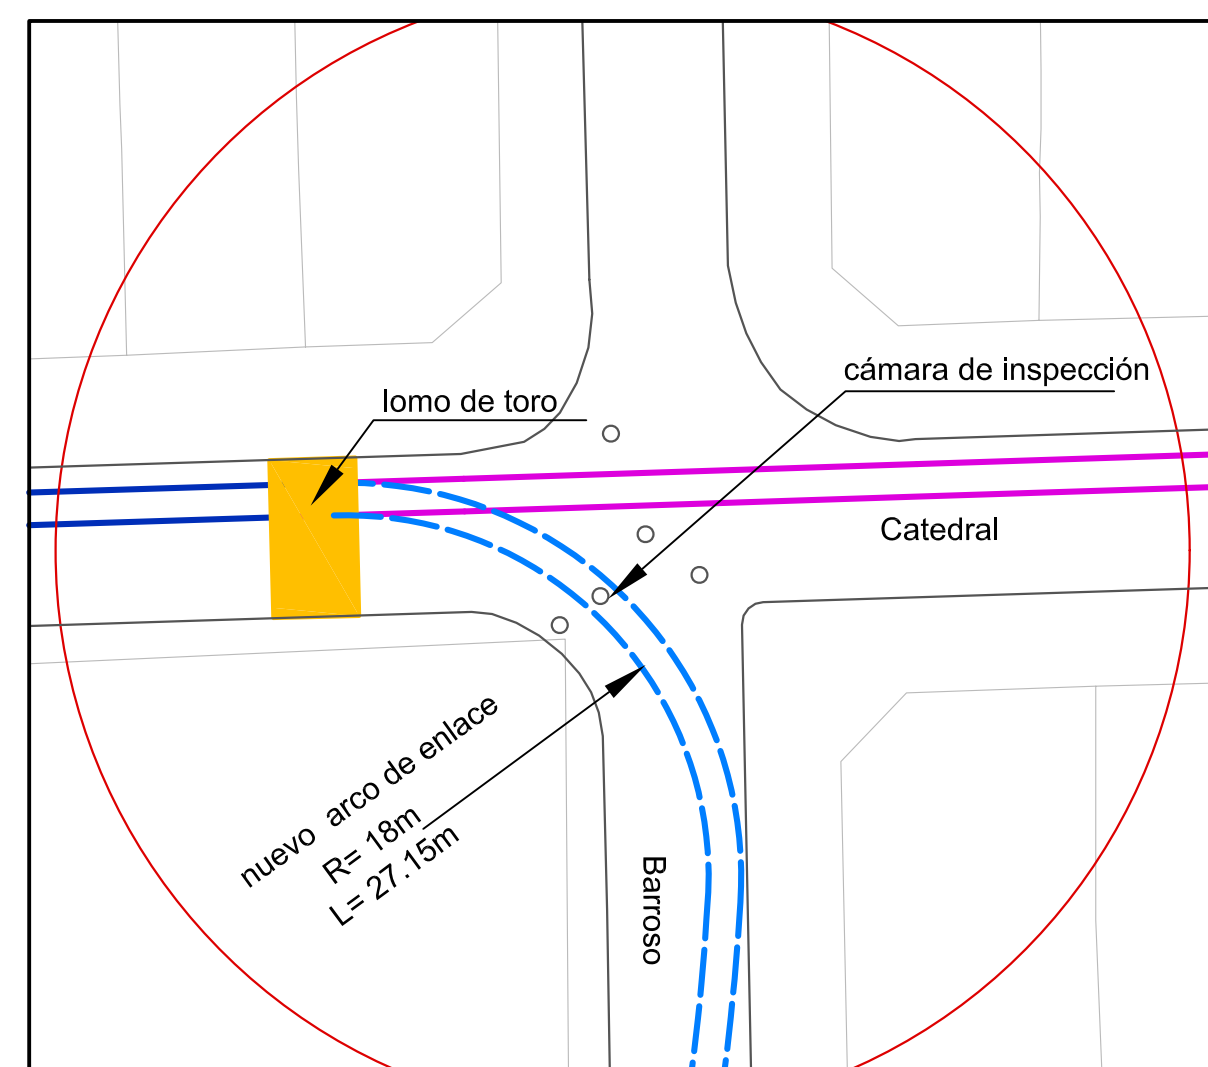 cámara de inspección
lomo de toro
Catedral
nuevo arco de enlace
R= 18m
L= 27.15m
Barroso